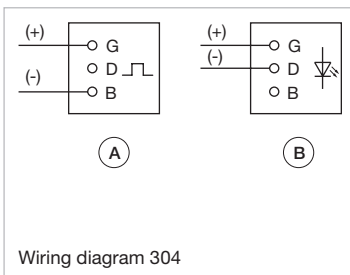 (+) G
(-) D
B
A
(+) G
(-) D
B
B
Wiring diagram 304